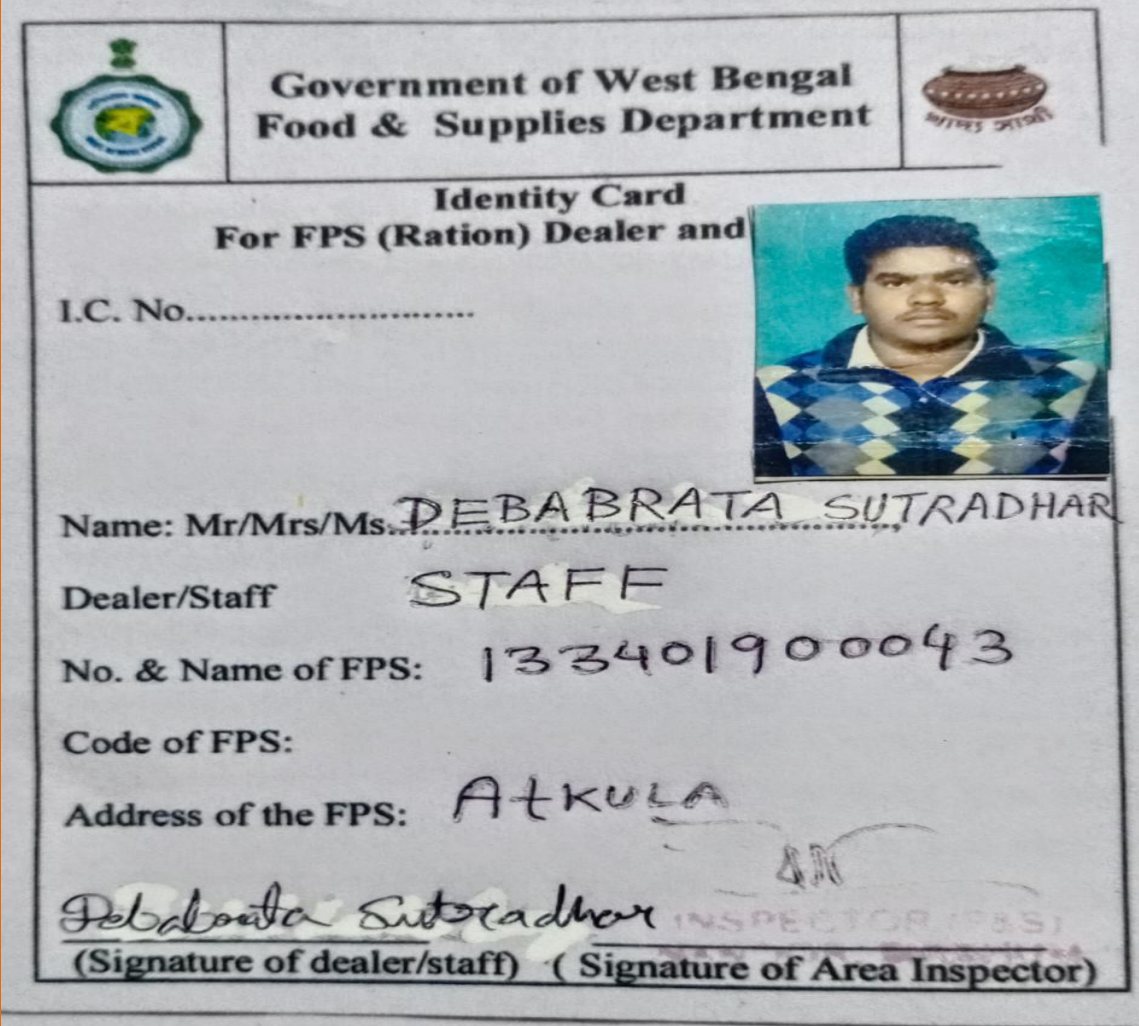 Government of West Bengal
Food & Supplies Department
খাদ্য সাথী
Identity Card
For FPS (Ration) Dealer and
I.C. No...........................
Name: Mr/Mrs/Ms. DEBABRATA SUTRADHAR
Dealer/Staff STAFF
No. & Name of FPS: 133401900043
Code of FPS:
Address of the FPS: AtKULA
Debabrata Sutradhar
INSPECTOR (F&S)
(Signature of dealer/staff) ( Signature of Area Inspector)